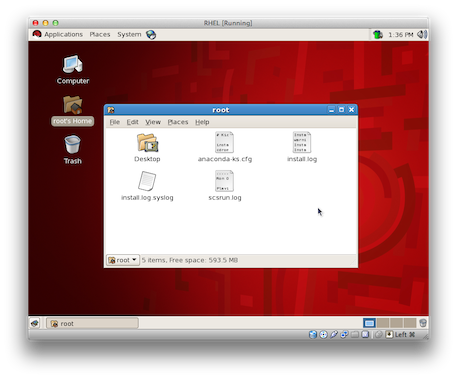 RHEL [Running]
Applications Places System 1:36 PM
Computer
root's Home
Trash
root
File Edit View Places Help
Desktop anaconda-ks.cfg install.log
install.log.syslog scsrun.log
root 5 items, Free space: 593.5 MB
root
Left ⌘